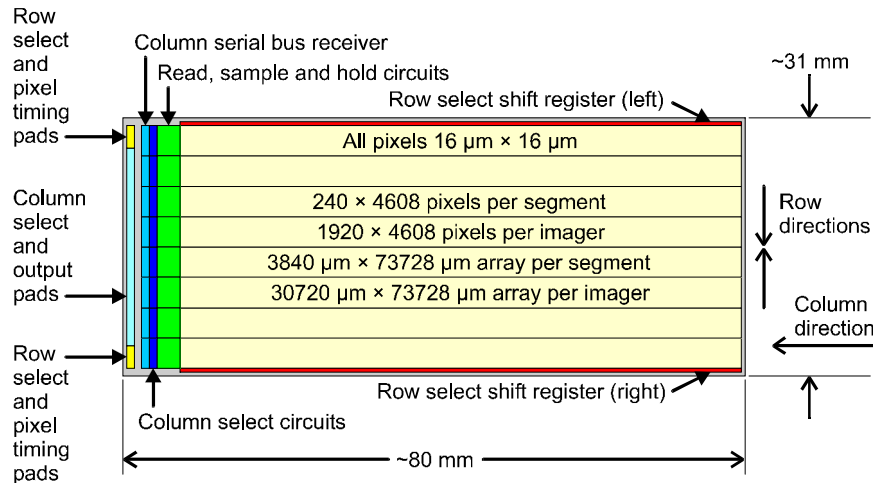 Row
select
and
pixel
timing
pads
Column serial bus receiver
Read, sample and hold circuits
Row select shift register (left)
~31 mm
All pixels 16 µm × 16 µm
240 × 4608 pixels per segment
1920 × 4608 pixels per imager
3840 µm × 73728 µm array per segment
30720 µm × 73728 µm array per imager
Column
select
and
output
pads
Row
directions
Column
direction
Row
select
and
pixel
timing
pads
Row select shift register (right)
Column select circuits
~80 mm